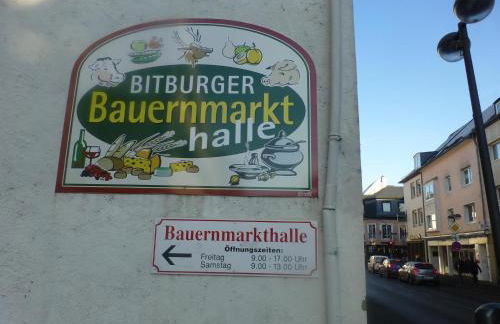 BITBURGER
Bauernmarkt
halle
Bauernmarkthalle
Öffnungszeiten:
Freitag 9.00 - 17.00 Uhr
Samstag 9.00 - 13.00 Uhr